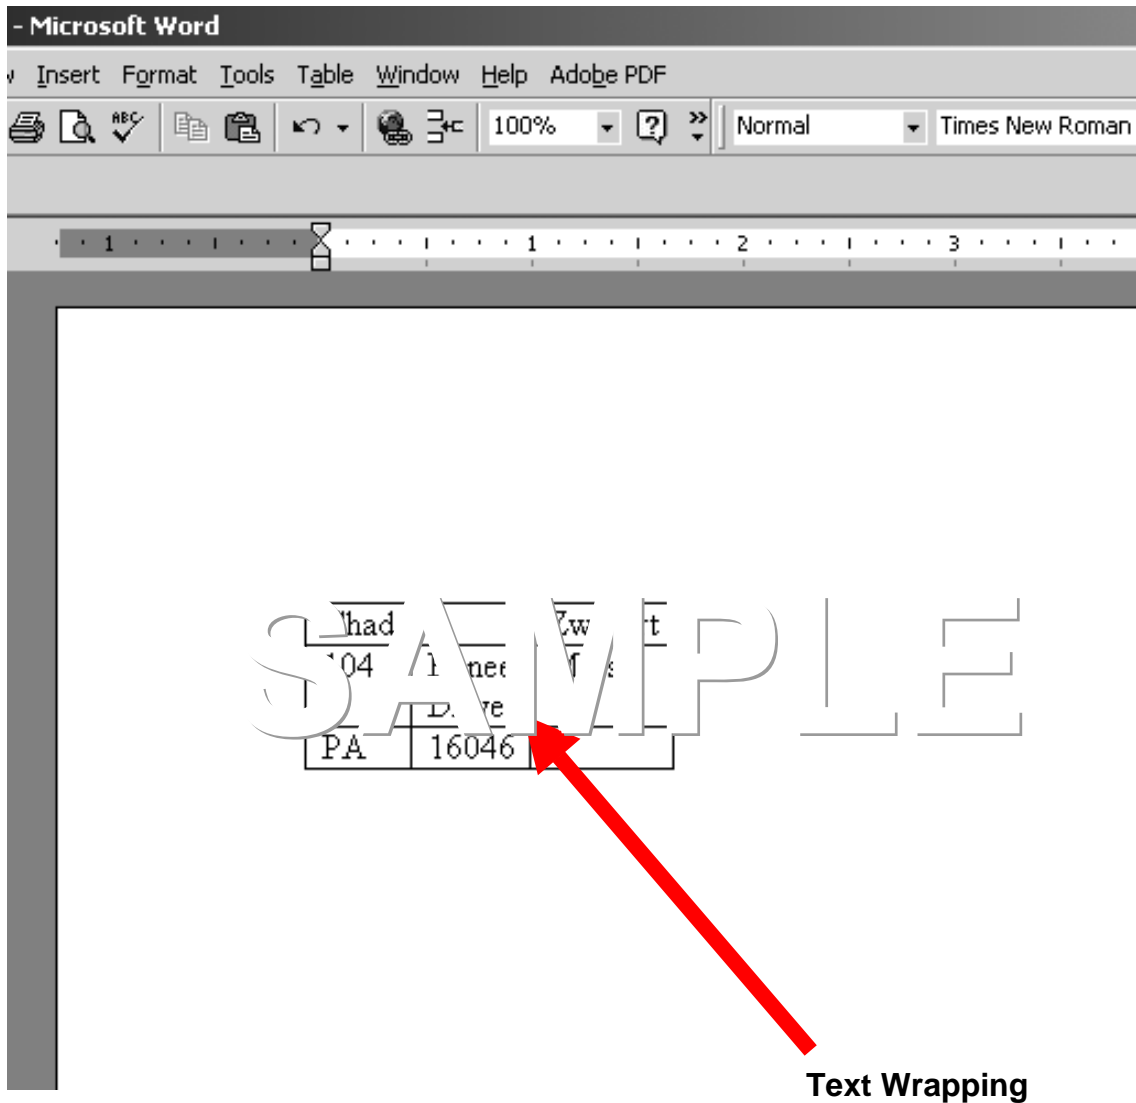 - Microsoft Word
Insert Format Tools Table Window Help Adobe PDF
ABC 100% Normal Times New Roman
1 1 2 3
SAMPLE
PA 16046
Text Wrapping